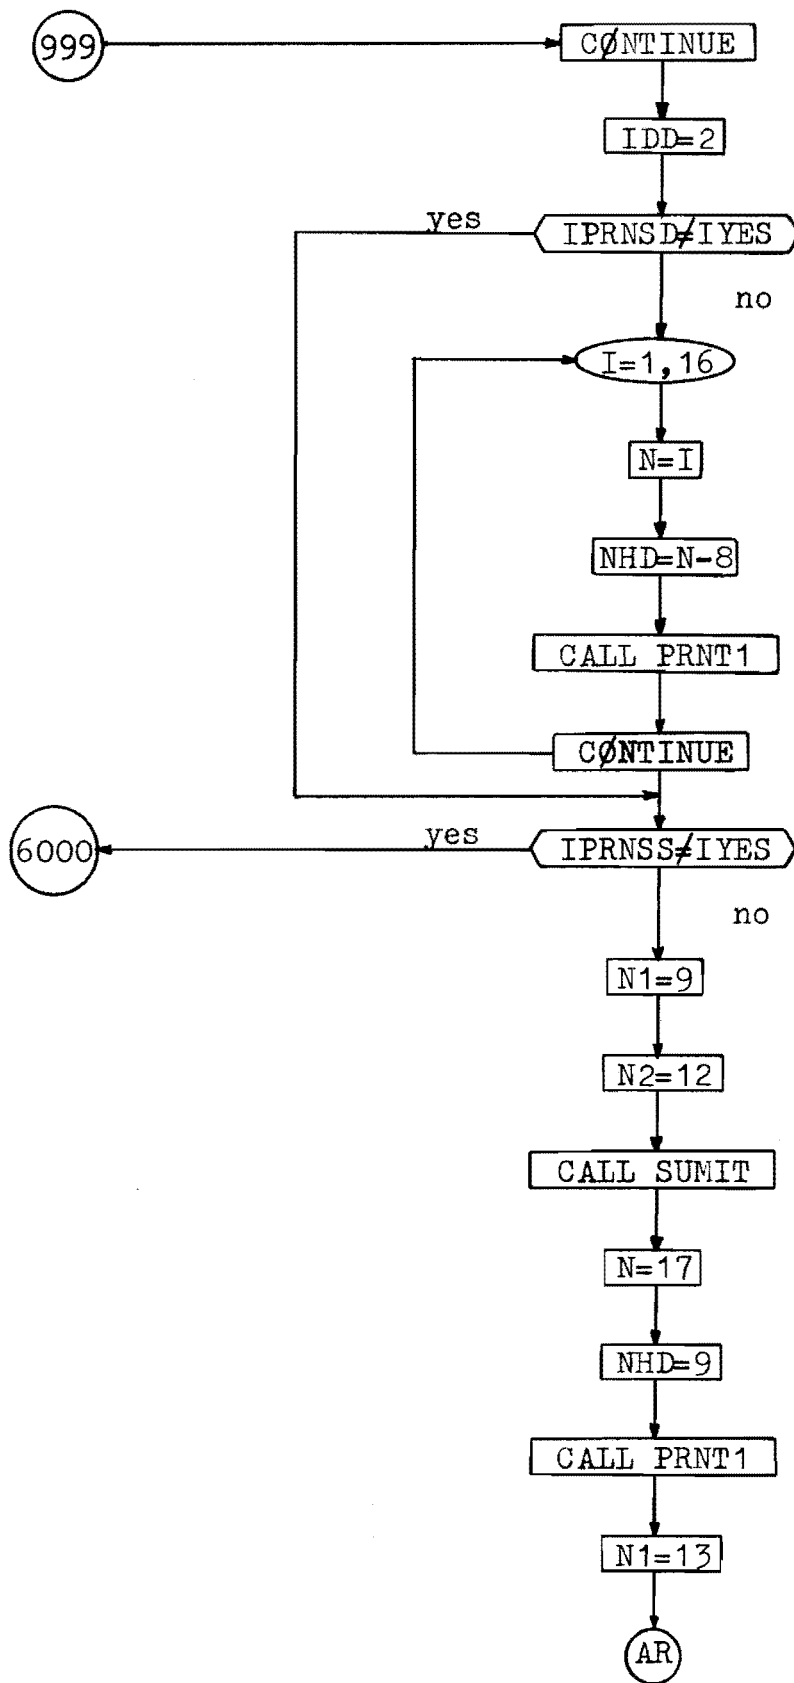 999
CØNTINUE
IDD=2
yes
IPRNSD≠IYES
no
I=1,16
N=I
NHD=N-8
CALL PRNT1
CØNTINUE
6000
yes
IPRNSS≠IYES
no
N1=9
N2=12
CALL SUMIT
N=17
NHD=9
CALL PRNT1
N1=13
AR